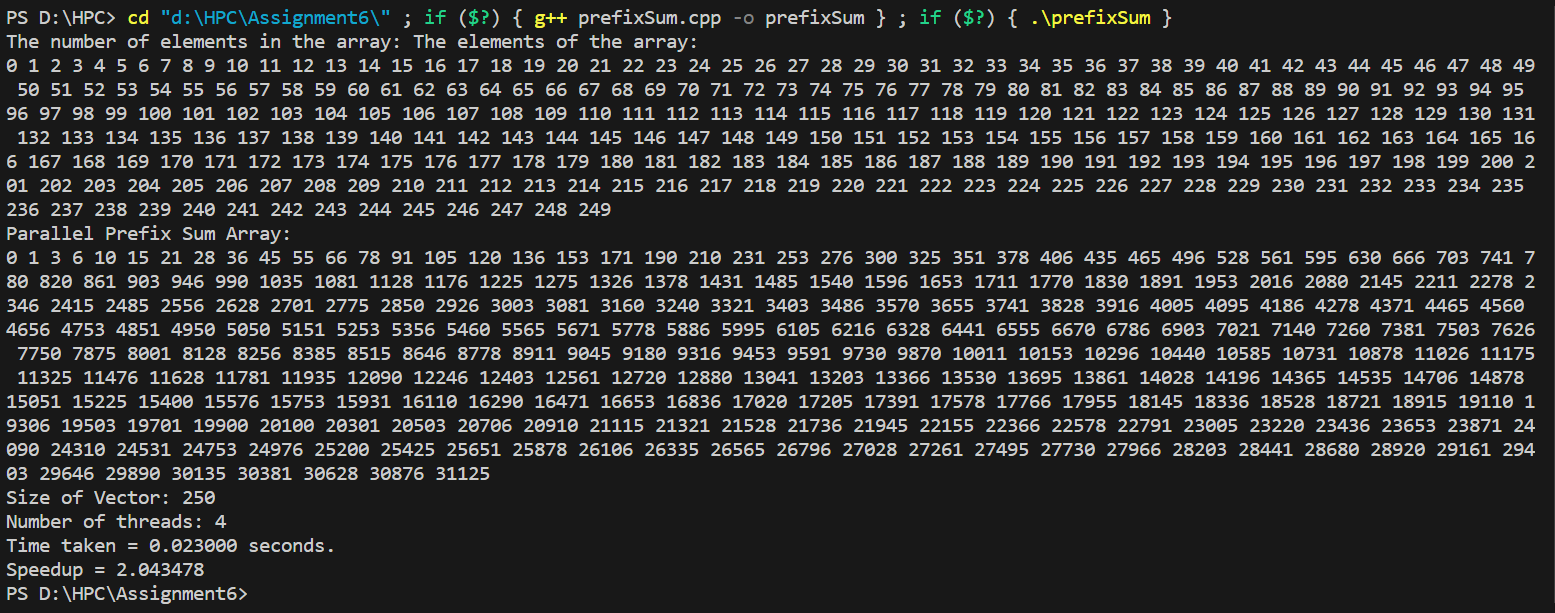 PS D:\HPC> cd "d:\HPC\Assignment6\" ; if ($?) { g++ prefixSum.cpp -o prefixSum } ; if ($?) { .\prefixSum }
The number of elements in the array: The elements of the array:
0 1 2 3 4 5 6 7 8 9 10 11 12 13 14 15 16 17 18 19 20 21 22 23 24 25 26 27 28 29 30 31 32 33 34 35 36 37 38 39 40 41 42 43 44 45 46 47 48 49
50 51 52 53 54 55 56 57 58 59 60 61 62 63 64 65 66 67 68 69 70 71 72 73 74 75 76 77 78 79 80 81 82 83 84 85 86 87 88 89 90 91 92 93 94 95
96 97 98 99 100 101 102 103 104 105 106 107 108 109 110 111 112 113 114 115 116 117 118 119 120 121 122 123 124 125 126 127 128 129 130 131
132 133 134 135 136 137 138 139 140 141 142 143 144 145 146 147 148 149 150 151 152 153 154 155 156 157 158 159 160 161 162 163 164 165 16
6 167 168 169 170 171 172 173 174 175 176 177 178 179 180 181 182 183 184 185 186 187 188 189 190 191 192 193 194 195 196 197 198 199 200 2
01 202 203 204 205 206 207 208 209 210 211 212 213 214 215 216 217 218 219 220 221 222 223 224 225 226 227 228 229 230 231 232 233 234 235
236 237 238 239 240 241 242 243 244 245 246 247 248 249
Parallel Prefix Sum Array:
0 1 3 6 10 15 21 28 36 45 55 66 78 91 105 120 136 153 171 190 210 231 253 276 300 325 351 378 406 435 465 496 528 561 595 630 666 703 741 7
80 820 861 903 946 990 1035 1081 1128 1176 1225 1275 1326 1378 1431 1485 1540 1596 1653 1711 1770 1830 1891 1953 2016 2080 2145 2211 2278 2
346 2415 2485 2556 2628 2701 2775 2850 2926 3003 3081 3160 3240 3321 3403 3486 3570 3655 3741 3828 3916 4005 4095 4186 4278 4371 4465 4560
4656 4753 4851 4950 5050 5151 5253 5356 5460 5565 5671 5778 5886 5995 6105 6216 6328 6441 6555 6670 6786 6903 7021 7140 7260 7381 7503 7626
7750 7875 8001 8128 8256 8385 8515 8646 8778 8911 9045 9180 9316 9453 9591 9730 9870 10011 10153 10296 10440 10585 10731 10878 11026 11175
11325 11476 11628 11781 11935 12090 12246 12403 12561 12720 12880 13041 13203 13366 13530 13695 13861 14028 14196 14365 14535 14706 14878
15051 15225 15400 15576 15753 15931 16110 16290 16471 16653 16836 17020 17205 17391 17578 17766 17955 18145 18336 18528 18721 18915 19110 1
9306 19503 19701 19900 20100 20301 20503 20706 20910 21115 21321 21528 21736 21945 22155 22366 22578 22791 23005 23220 23436 23653 23871 24
090 24310 24531 24753 24976 25200 25425 25651 25878 26106 26335 26565 26796 27028 27261 27495 27730 27966 28203 28441 28680 28920 29161 294
03 29646 29890 30135 30381 30628 30876 31125
Size of Vector: 250
Number of threads: 4
Time taken = 0.023000 seconds.
Speedup = 2.043478
PS D:\HPC\Assignment6>